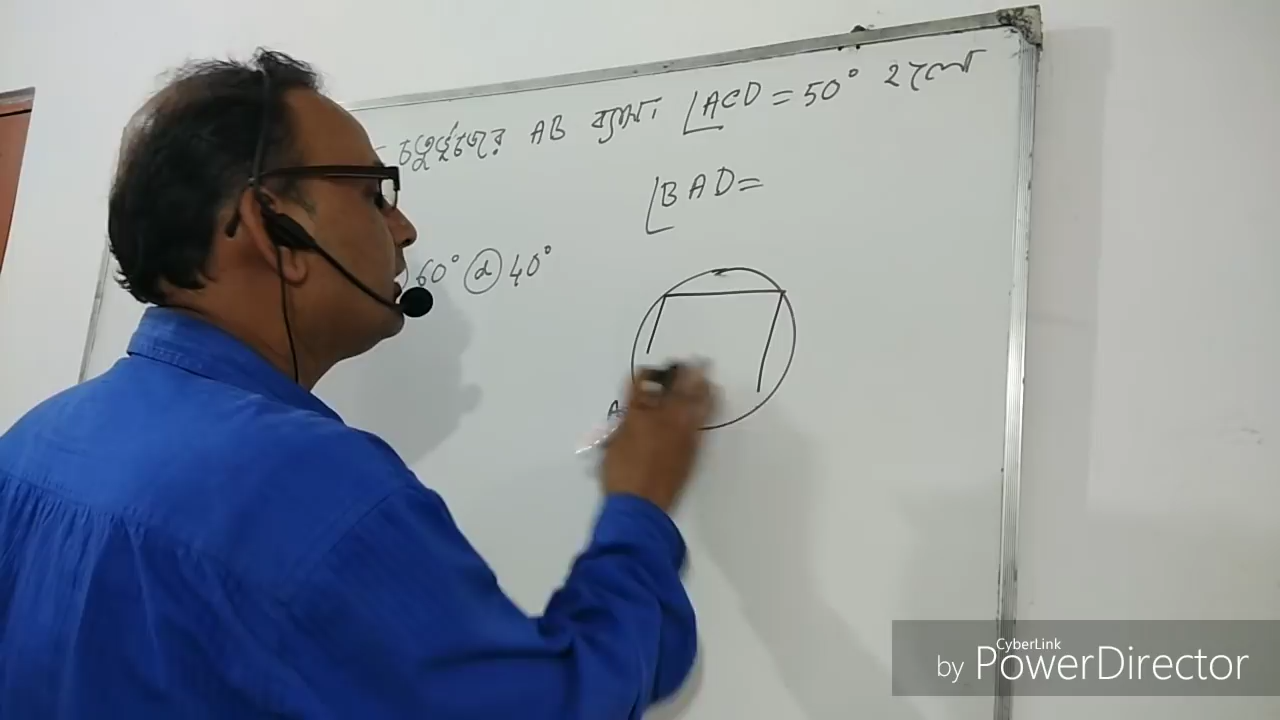 চতুর্ভুজের AB ব্যাস। ∠ACD = 50° হলে
∠BAD =
60° ⓓ 40°
A
CyberLink
by PowerDirector